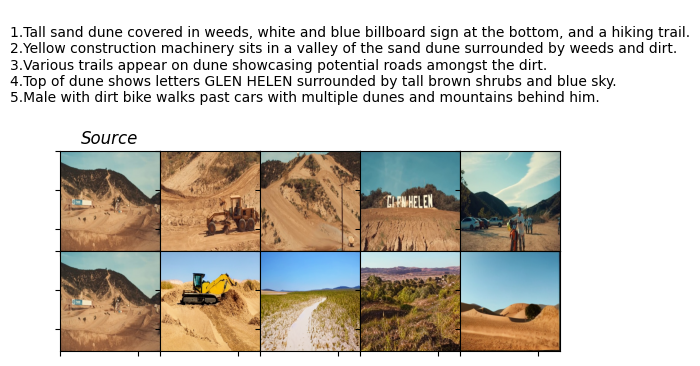 1.Tall sand dune covered in weeds, white and blue billboard sign at the bottom, and a hiking trail.
2.Yellow construction machinery sits in a valley of the sand dune surrounded by weeds and dirt.
3.Various trails appear on dune showcasing potential roads amongst the dirt.
4.Top of dune shows letters GLEN HELEN surrounded by tall brown shrubs and blue sky.
5.Male with dirt bike walks past cars with multiple dunes and mountains behind him.
Source
HELEN